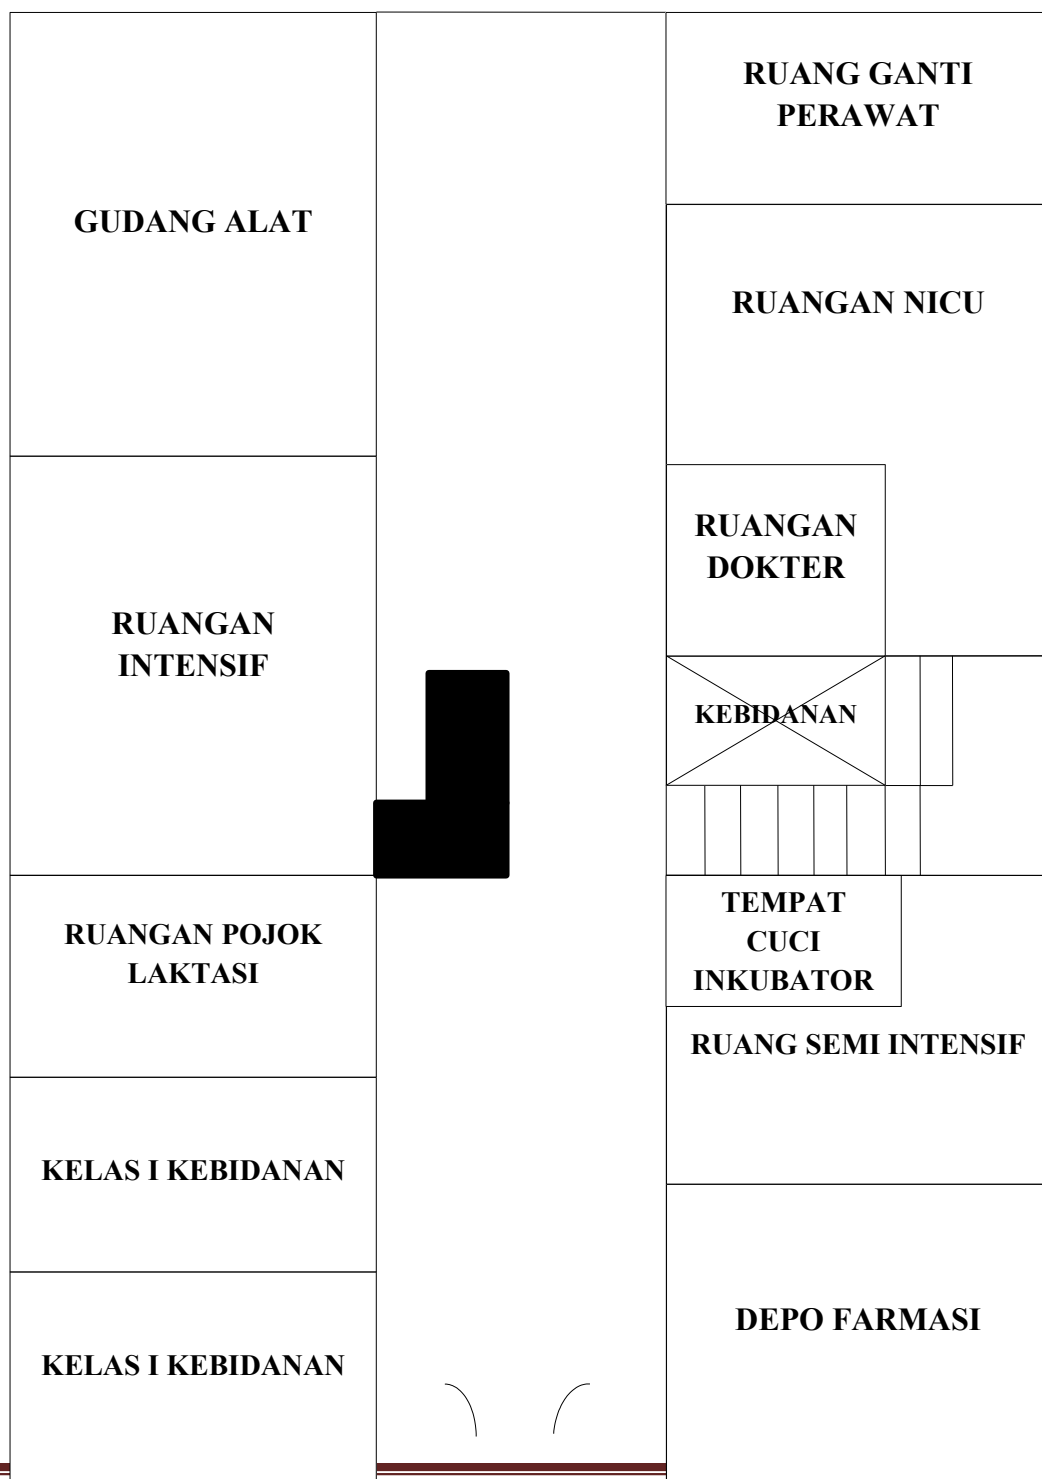 GUDANG ALAT
RUANGAN
INTENSIF
RUANGAN POJOK
LAKTASI
KELAS I KEBIDANAN
KELAS I KEBIDANAN
RUANG GANTI
PERAWAT
RUANGAN NICU
RUANGAN
DOKTER
KEBIDANAN
TEMPAT
CUCI
INKUBATOR
RUANG SEMI INTENSIF
DEPO FARMASI